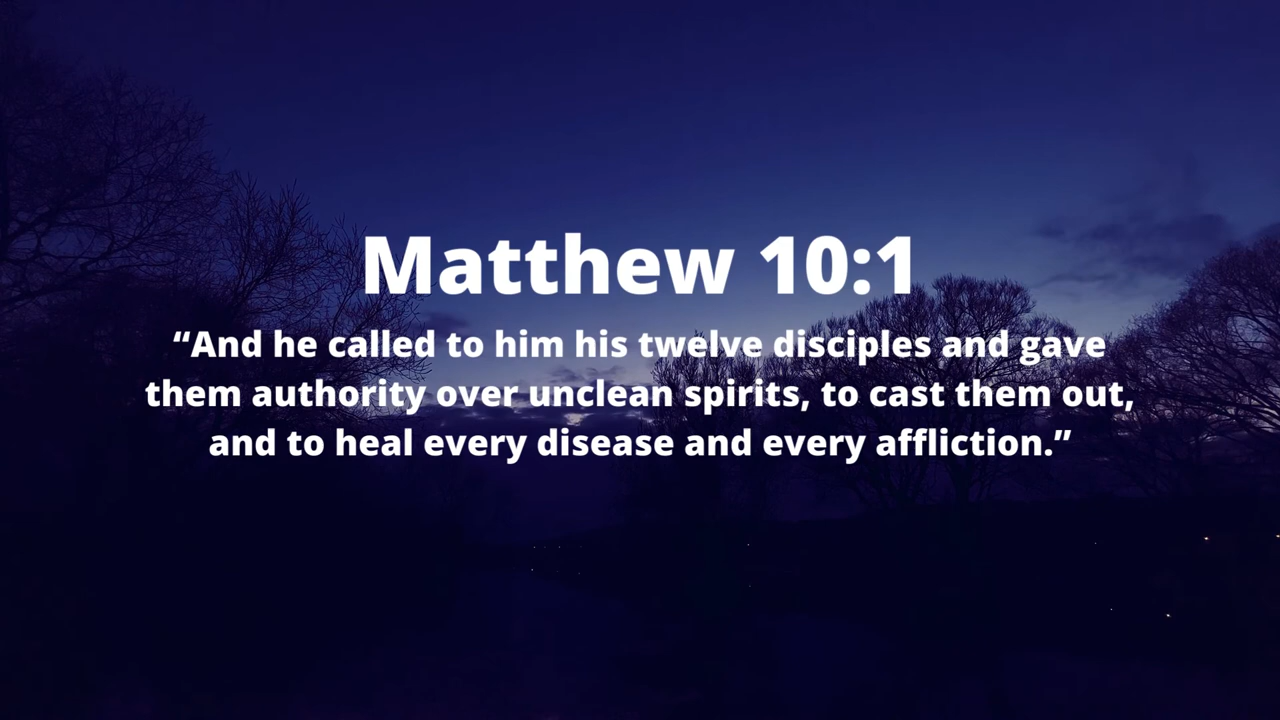 Matthew 10:1
“And he called to him his twelve disciples and gave
them authority over unclean spirits, to cast them out,
and to heal every disease and every affliction.”